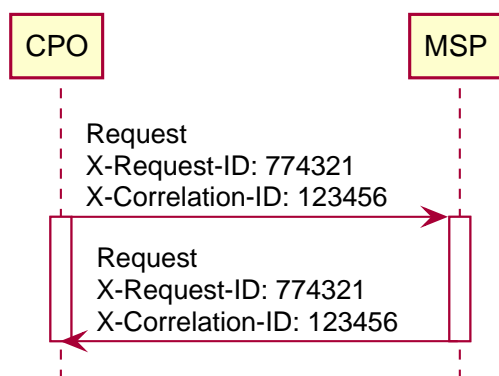 CPO
MSP
Request
X-Request-ID: 774321
X-Correlation-ID: 123456
Request
X-Request-ID: 774321
X-Correlation-ID: 123456